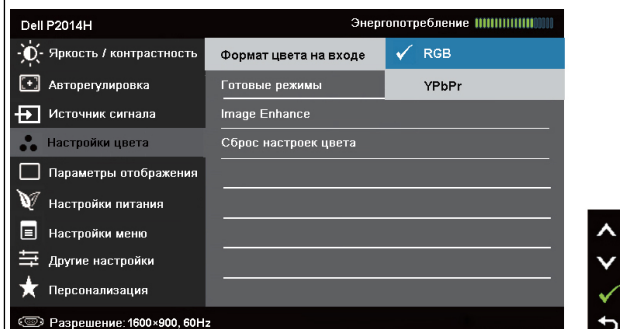 Dell P2014H Энергопотребление
Яркость / контрастность Формат цвета на входе RGB
Авторегулировка Готовые режимы YPbPr
Источник сигнала Image Enhance
Настройки цвета Сброс настроек цвета
Параметры отображения
Настройки питания
Настройки меню
Другие настройки
Персонализация
Разрешение: 1600×900, 60Hz